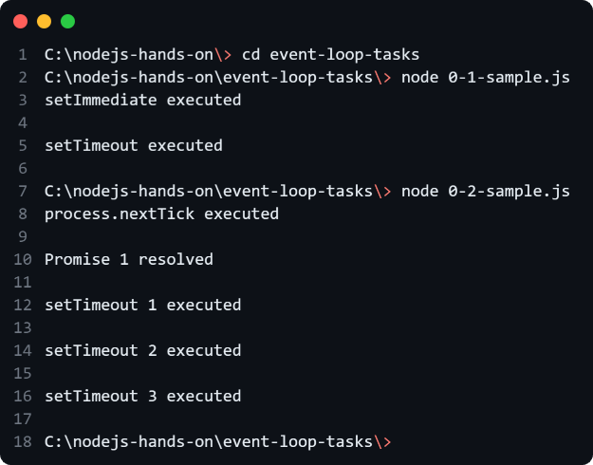 1 C:\nodejs-hands-on\> cd event-loop-tasks
2 C:\nodejs-hands-on\event-loop-tasks\> node 0-1-sample.js
3 setImmediate executed
4
5 setTimeout executed
6
7 C:\nodejs-hands-on\event-loop-tasks\> node 0-2-sample.js
8 process.nextTick executed
9
10 Promise 1 resolved
11
12 setTimeout 1 executed
13
14 setTimeout 2 executed
15
16 setTimeout 3 executed
17
18 C:\nodejs-hands-on\event-loop-tasks\>